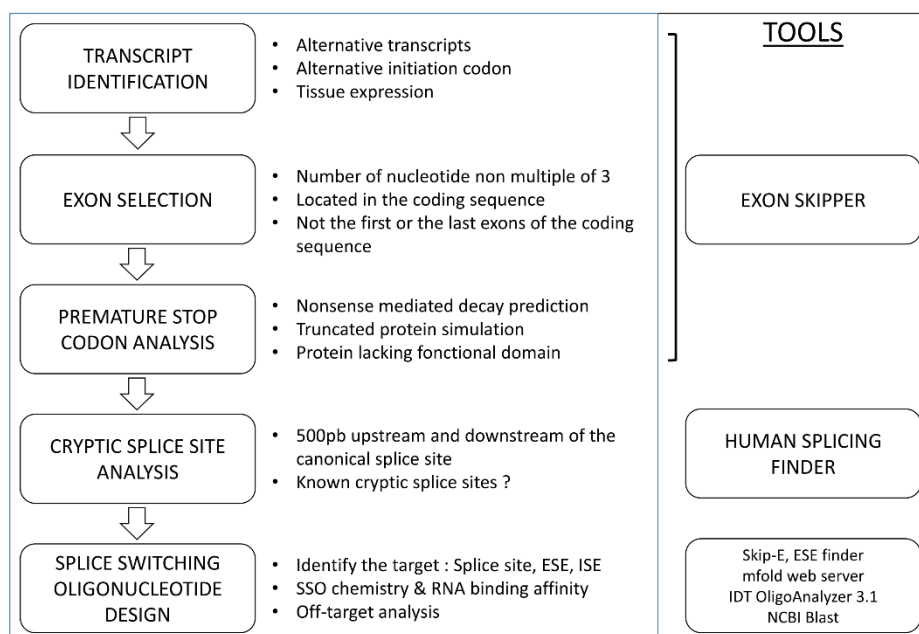 TRANSCRIPT
IDENTIFICATION
• Alternative transcripts
• Alternative initiation codon
• Tissue expression
EXON SELECTION
• Number of nucleotide non multiple of 3
• Located in the coding sequence
• Not the first or the last exons of the coding
sequence
PREMATURE STOP
CODON ANALYSIS
• Nonsense mediated decay prediction
• Truncated protein simulation
• Protein lacking fonctional domain
CRYPTIC SPLICE SITE
ANALYSIS
• 500pb upstream and downstream of the
canonical splice site
• Known cryptic splice sites ?
SPLICE SWITCHING
OLIGONUCLEOTIDE
DESIGN
• Identify the target : Splice site, ESE, ISE
• SSO chemistry & RNA binding affinity
• Off-target analysis
TOOLS
EXON SKIPPER
HUMAN SPLICING
FINDER
Skip-E, ESE finder
mfold web server
IDT OligoAnalyzer 3.1
NCBI Blast